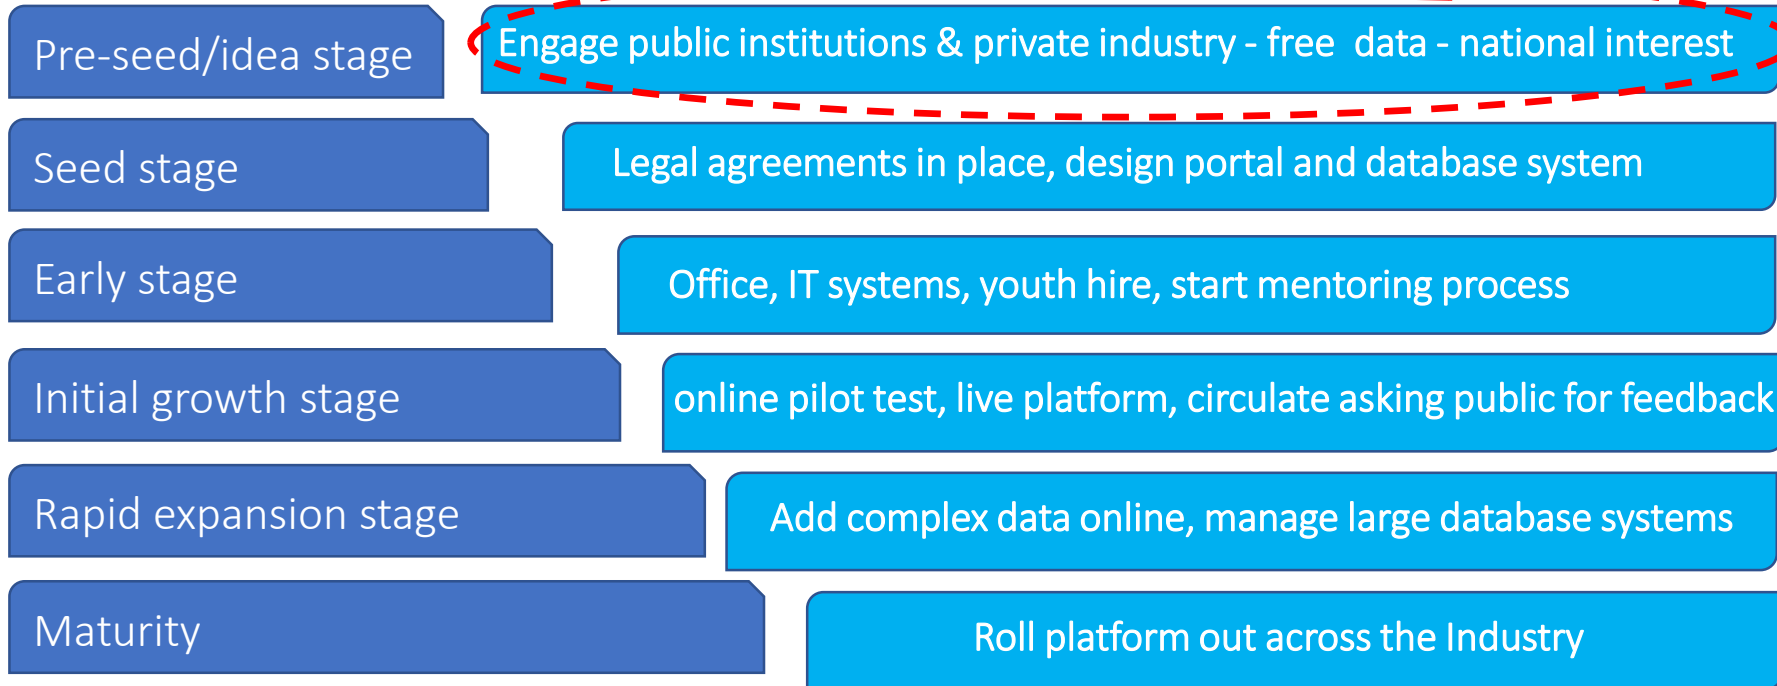 Pre-seed/idea stage
Engage public institutions & private industry - free  data - national interest
Seed stage
Legal agreements in place, design portal and database system
Early stage
Office, IT systems, youth hire, start mentoring process
Initial growth stage
online pilot test, live platform, circulate asking public for feedback
Rapid expansion stage
Add complex data online, manage large database systems
Maturity
Roll platform out across the Industry